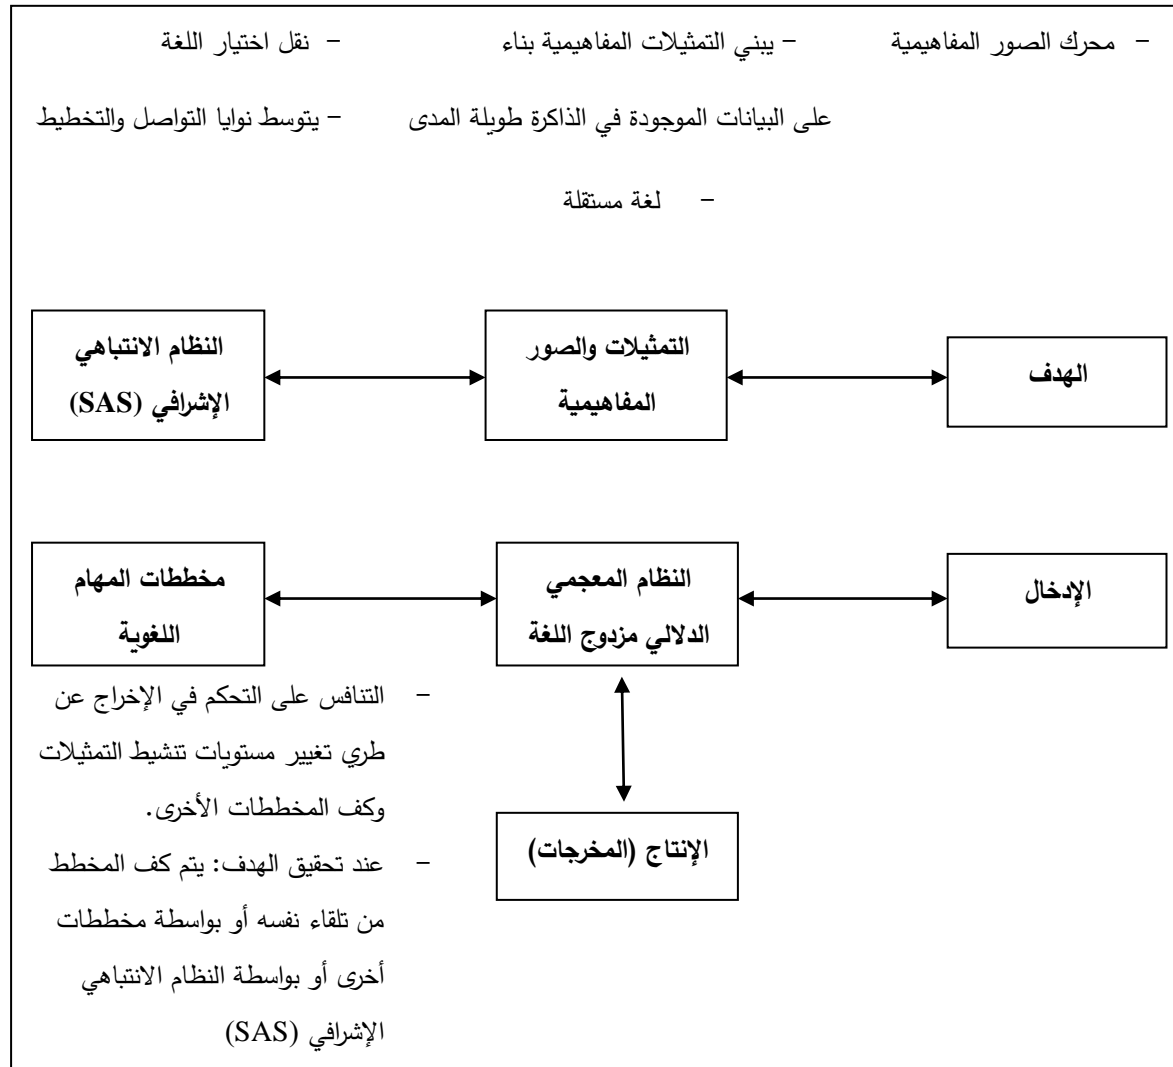 - محرك الصور المفاهيمية - يبني التمثيلات المفاهيمية بناء - نقل اختيار اللغة
على البيانات الموجودة في الذاكرة طويلة المدى - يتوسط نوايا التواصل والتخطيط
- لغة مستقلة
الهدف
التمثيلات والصور
المفاهيمية
النظام الانتباهي
الإشرافي (SAS)
الإدخال
النظام المعجمي
الدلالي مزدوج اللغة
مخططات المهام
اللغوية
- التنافس على التحكم في الإخراج عن
طري تغيير مستويات تنشيط التمثيلات
وكف المخططات الأخرى.
- عند تحقيق الهدف: يتم كف المخطط
من تلقاء نفسه أو بواسطة مخططات
أخرى أو بواسطة النظام الانتباهي
الإشرافي (SAS)
الإنتاج (المخرجات)